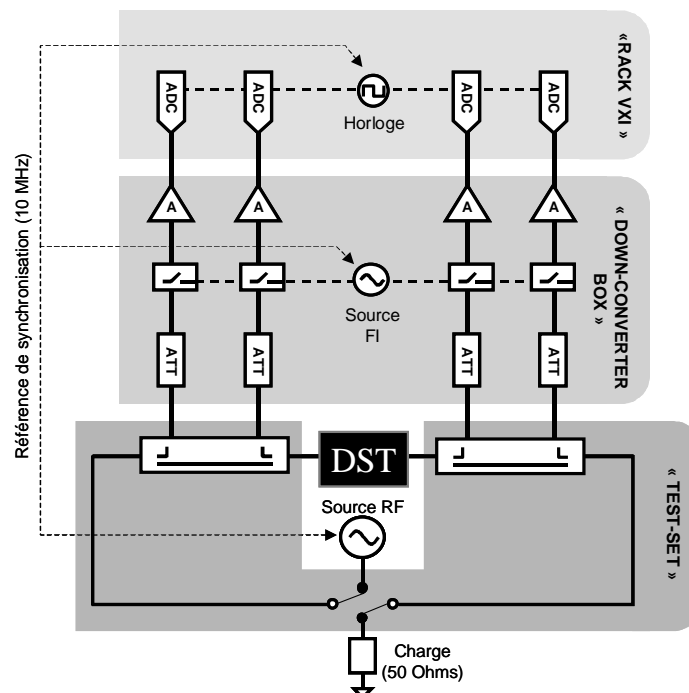 «RACK VXI »
ADC
ADC
ADC
ADC
Horloge
Référence de synchronisation (10 MHz)
A
A
A
A
« DOWN-CONVERTER
BOX »
Source
FI
ATT
ATT
ATT
ATT
DST
Source RF
« TEST-SET »
Charge
(50 Ohms)